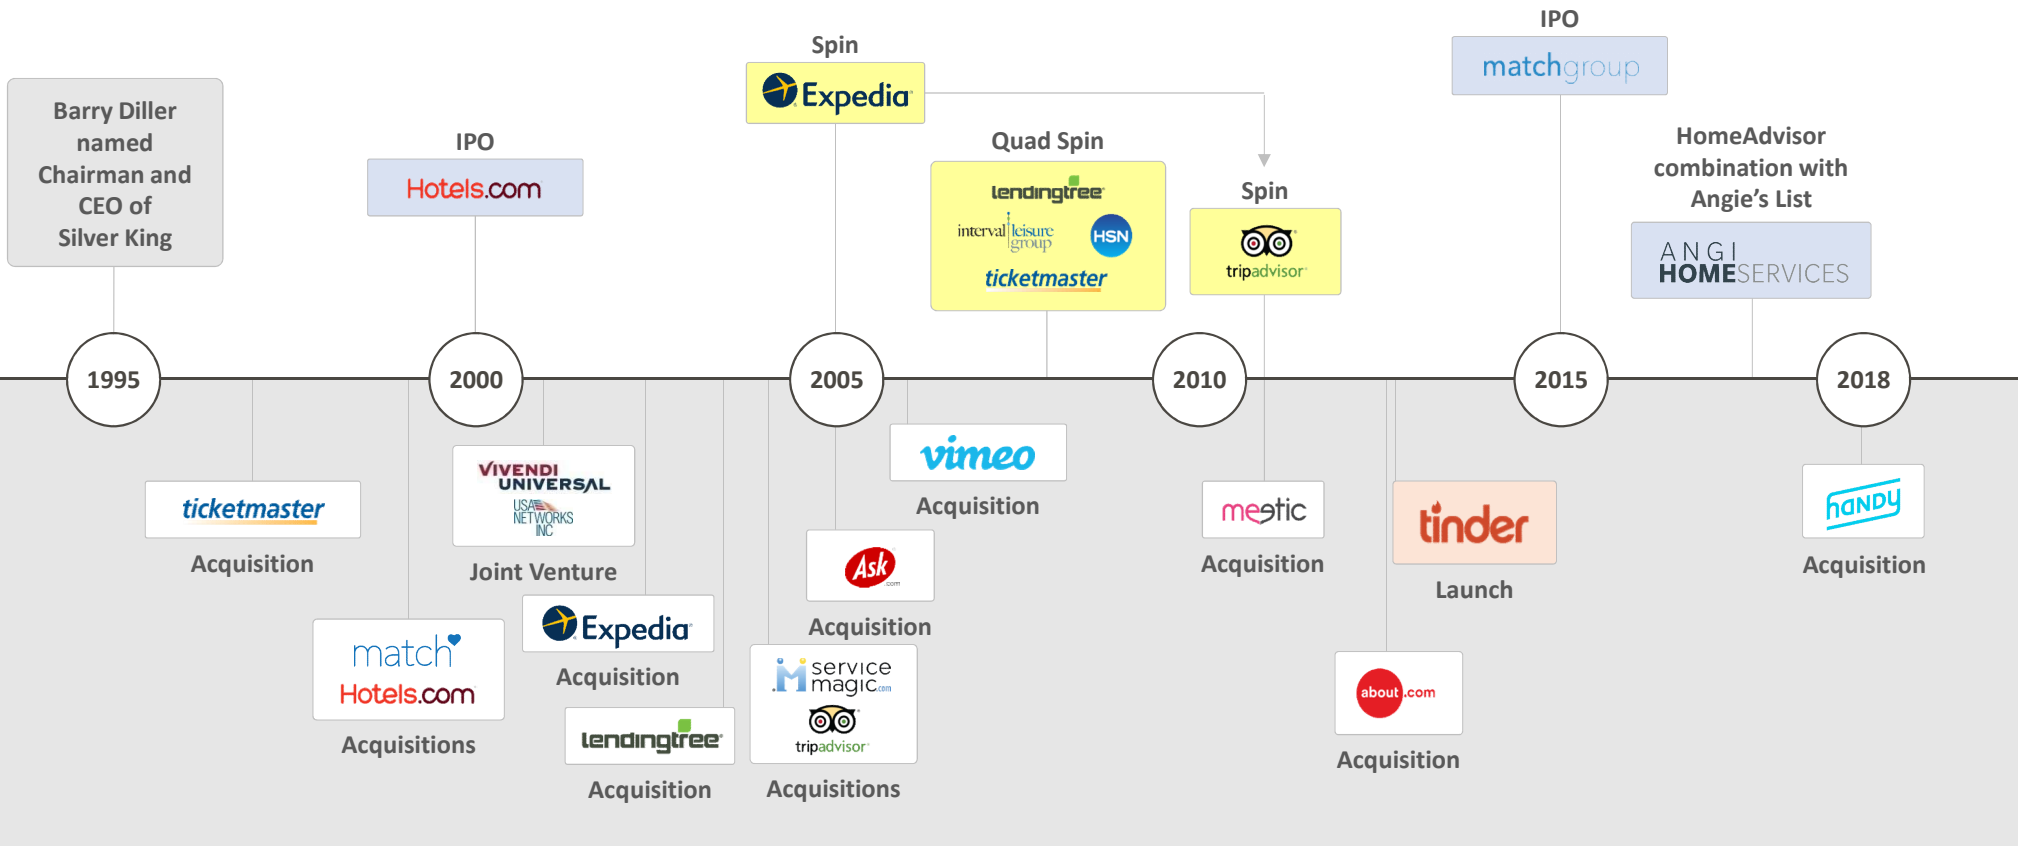 IPO
matchgroup
Spin
Expedia
Barry Diller
named
Chairman and
CEO of
Silver King
IPO
Hotels.com
Quad Spin
lendingtree
interval leisure
group
HSN
ticketmaster
Spin
tripadvisor
HomeAdvisor
combination with
Angie's List
ANGI
HOMESERVICES
1995
2000
2005
2010
2015
2018
ticketmaster
Acquisition
match
Hotels.com
Acquisitions
VIVENDI
UNIVERSAL
USA
NETWORKS
INC
Joint Venture
Expedia
Acquisition
lendingtree
Acquisition
service
magic.com
tripadvisor
Acquisitions
Ask
.com
Acquisition
vimeo
Acquisition
meetic
Acquisition
about.com
Acquisition
tinder
Launch
HANDY
Acquisition